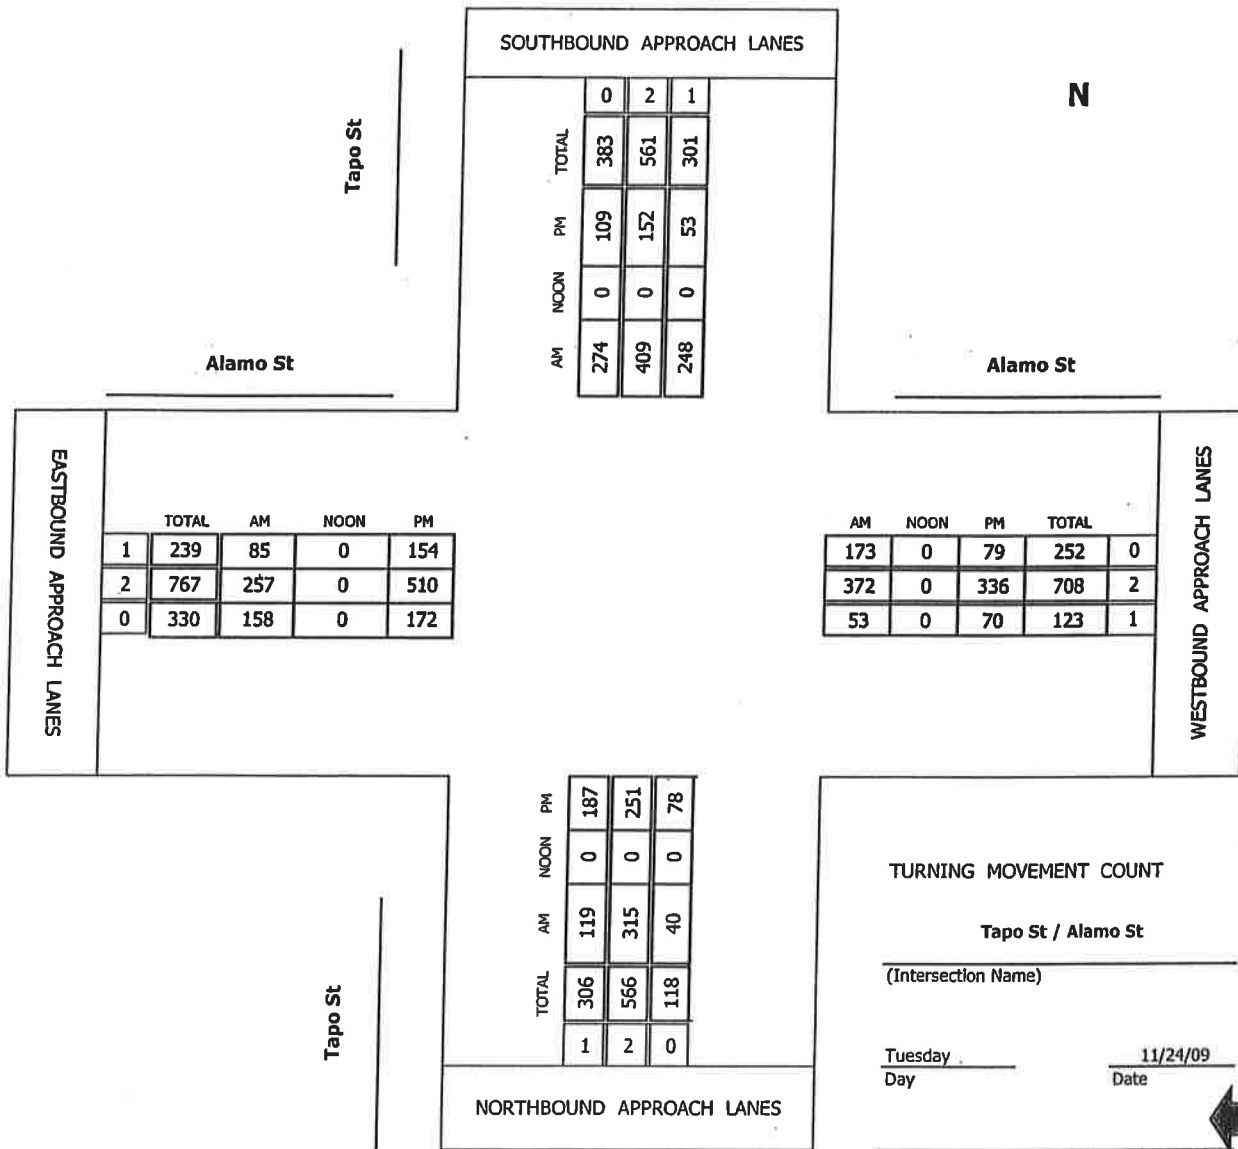 SOUTHBOUND APPROACH LANES
N
0 2 1
TOTAL 383 561 301
PM 109 152 53
NOON 0 0 0
AM 274 409 248
Tapo St
Alamo St
Alamo St
EASTBOUND APPROACH LANES
TOTAL AM NOON PM
1 239 85 0 154
2 767 257 0 510
0 330 158 0 172
AM NOON PM TOTAL
173 0 79 252 0
372 0 336 708 2
53 0 70 123 1
WESTBOUND APPROACH LANES
PM 187 251 78
NOON 0 0 0
AM 119 315 40
TOTAL 306 566 118
1 2 0
NORTHBOUND APPROACH LANES
Tapo St
TURNING MOVEMENT COUNT
Tapo St / Alamo St
(Intersection Name)
Tuesday 11/24/09
Day Date